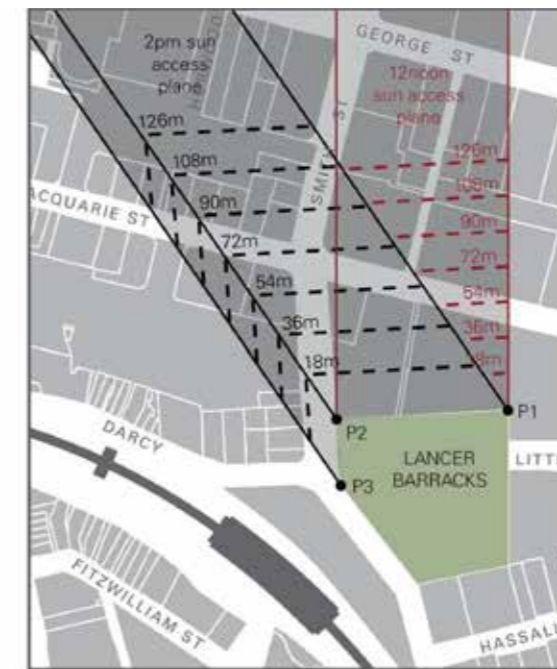 GEORGE ST
2pm sun
access
plane
12noon
sun access
plane
SMITH ST
126m
108m
90m
72m
54m
36m
18m
126m
108m
90m
72m
54m
36m
18m
ACQUARIE ST
P1
P2
P3
LANCER
BARRACKS
LITT
DARCY
FITZWILLIAM ST
HASSALL